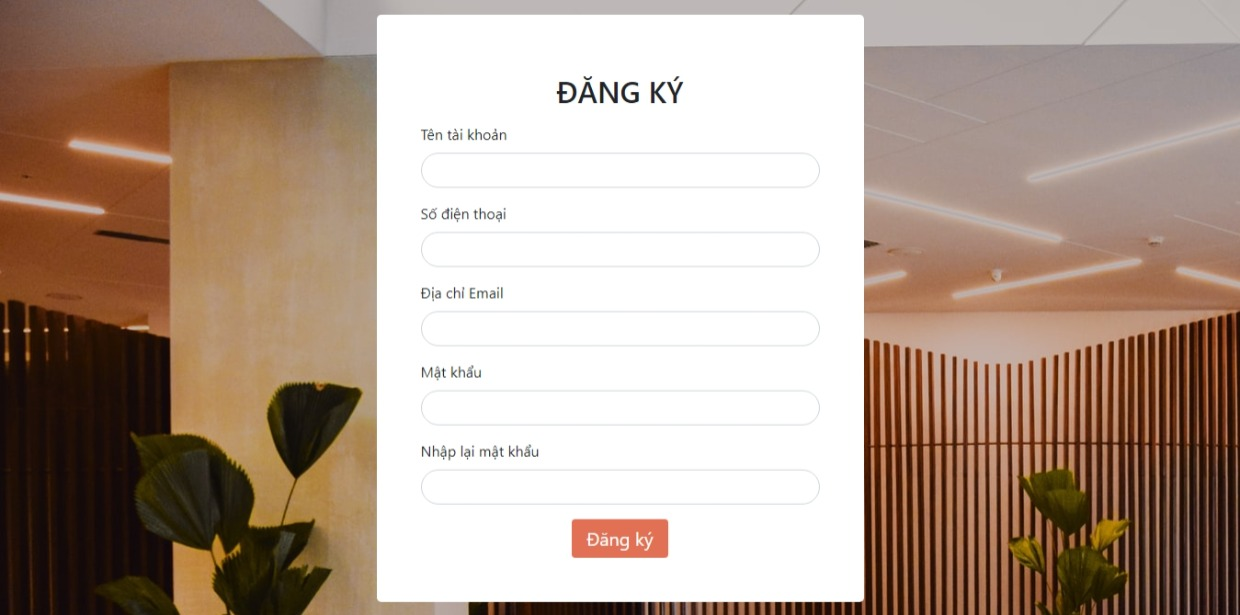 ĐĂNG KÝ
Tên tài khoản
Số điện thoại
Địa chỉ Email
Mật khẩu
Nhập lại mật khẩu
Đăng ký